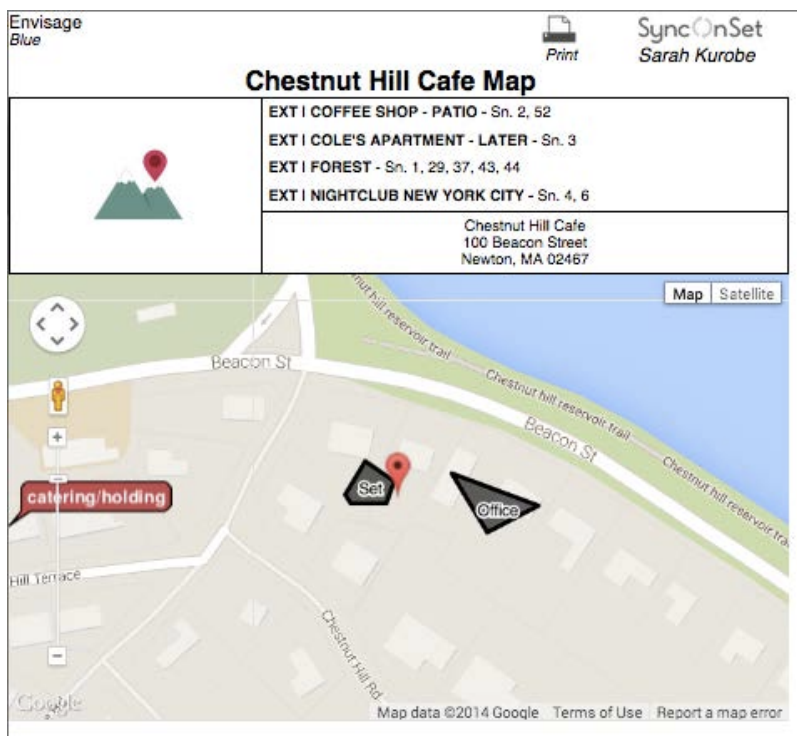 Envisage
Blue
Print
SyncOnSet
Sarah Kurobe
Chestnut Hill Cafe Map
EXT I COFFEE SHOP - PATIO - Sn. 2, 52
EXT I COLE'S APARTMENT - LATER - Sn. 3
EXT I FOREST - Sn. 1, 29, 37, 43, 44
EXT I NIGHTCLUB NEW YORK CITY - Sn. 4, 6
Chestnut Hill Cafe
100 Beacon Street
Newton, MA 02467
Map
Satellite
hill reservoir trail
Beacon St
Chestnut hill reservoir trail
Beacon St
Chestnut hill reservoir
catering/holding
Set
Office
Hill Terrace
Chestnut Hill Rd
Google
Map data ©2014 Google
Terms of Use
Report a map error